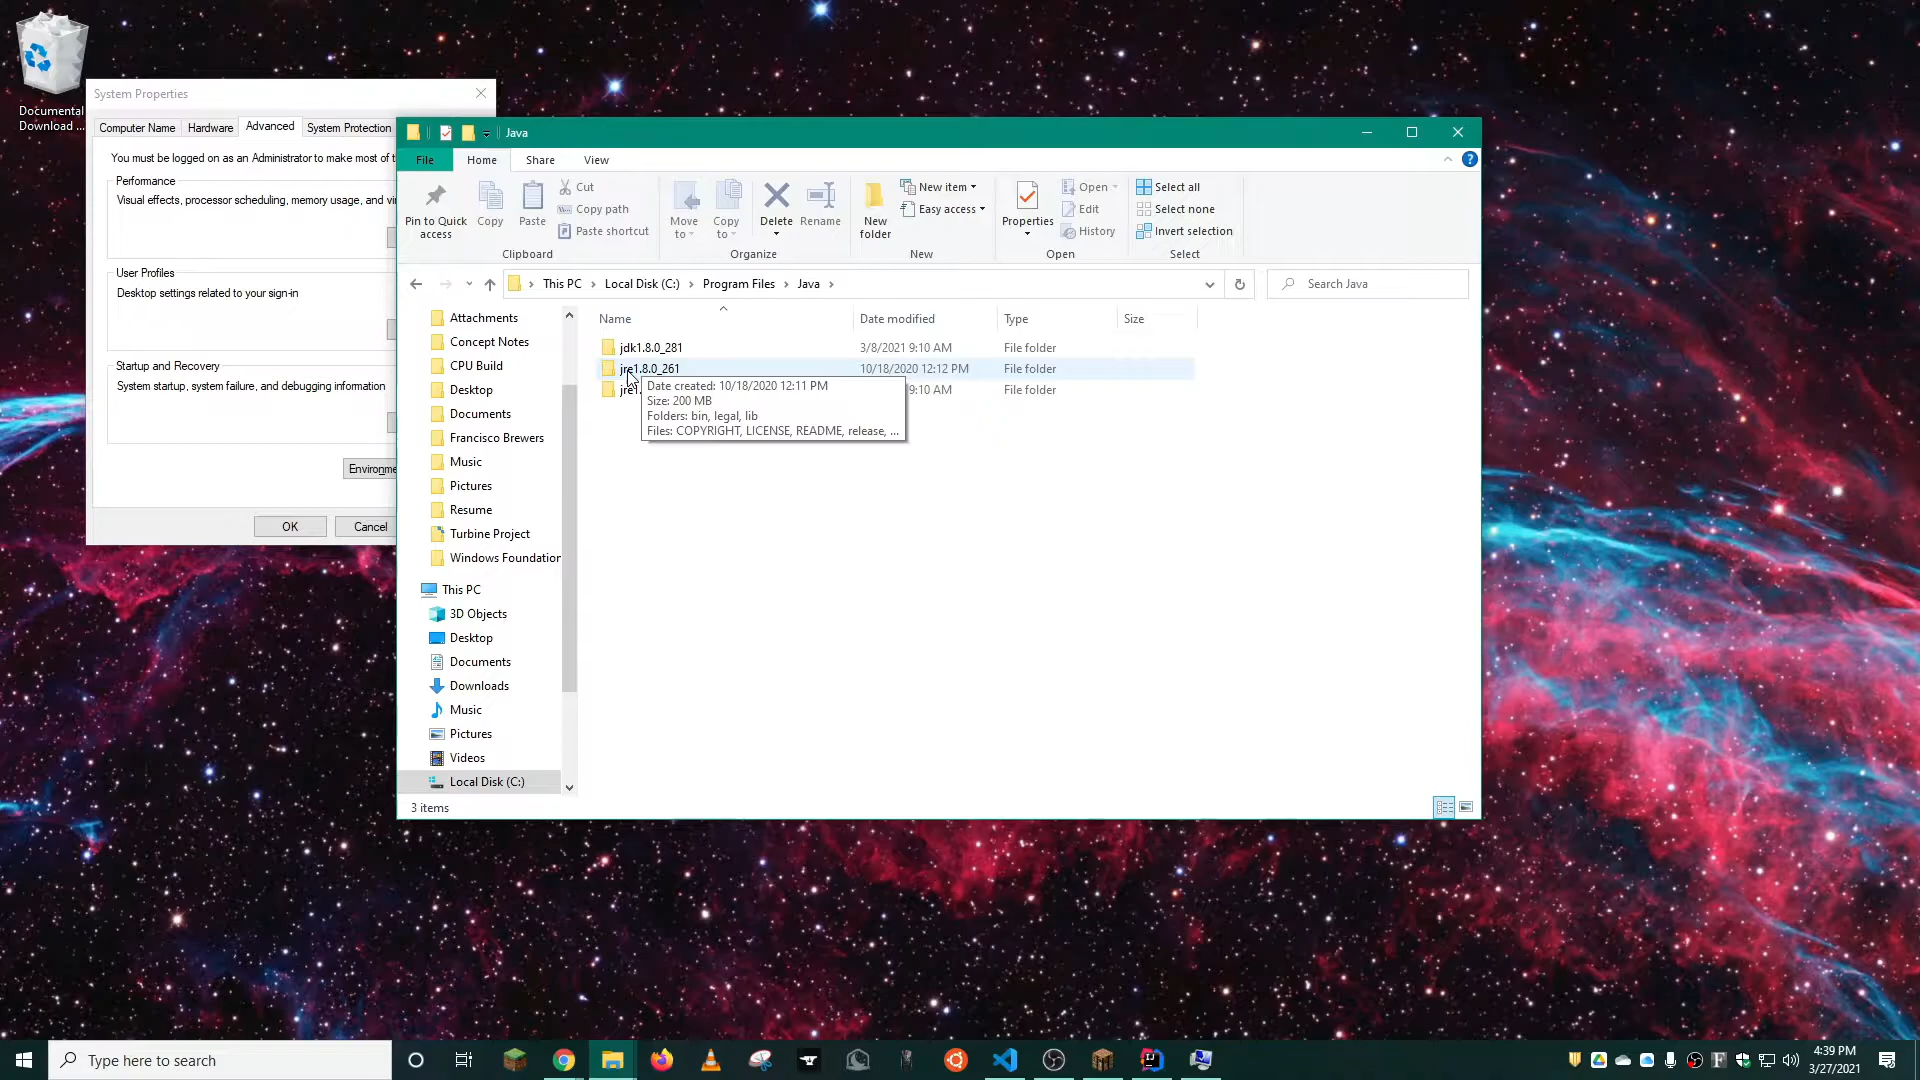 Documental
Download ...
System Properties
Computer Name
Hardware
Advanced
System Protection
You must be logged on as an Administrator to make most of t
Performance
Visual effects, processor scheduling, memory usage, and vi
User Profiles
Desktop settings related to your sign-in
Startup and Recovery
System startup, system failure, and debugging information
Environme
OK
Cancel
Java
File
Home
Share
View
Pin to Quick
access
Copy
Paste
Cut
Copy path
Paste shortcut
Clipboard
Move
to
Copy
to
Delete
Rename
Organize
New
folder
New item
Easy access
New
Properties
Open
Edit
History
Open
Select all
Select none
Invert selection
Select
This PC
Local Disk (C:)
Program Files
Java
Search Java
Attachments
Concept Notes
CPU Build
Desktop
Documents
Francisco Brewers
Music
Pictures
Resume
Turbine Project
Windows Foundation
This PC
3D Objects
Desktop
Documents
Downloads
Music
Pictures
Videos
Local Disk (C:)
Name
Date modified
Type
Size
jdk1.8.0_281
3/8/2021 9:10 AM
File folder
jre1.8.0_261
10/18/2020 12:12 PM
File folder
jre1.
9:10 AM
File folder
Date created: 10/18/2020 12:11 PM
Size: 200 MB
Folders: bin, legal, lib
Files: COPYRIGHT, LICENSE, README, release, ...
3 items
Type here to search
4:39 PM
3/27/2021